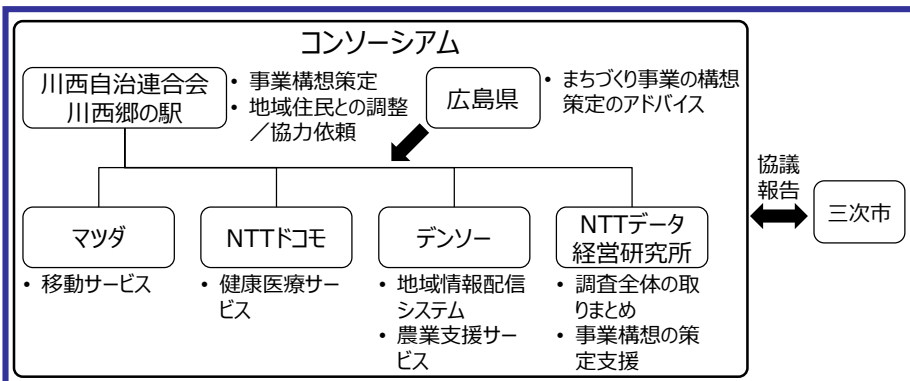 コンソーシアム
川西自治連合会
川西郷の駅
• 事業構想策定
• 地域住民との調整
／協力依頼
広島県
• まちづくり事業の構想
策定のアドバイス
マツダ
• 移動サービス
NTTドコモ
• 健康医療サー
ビス
デンソー
• 地域情報配信
システム
• 農業支援サー
ビス
NTTデータ
経営研究所
• 調査全体の取
りまとめ
• 事業構想の策
定支援
協議
報告
三次市